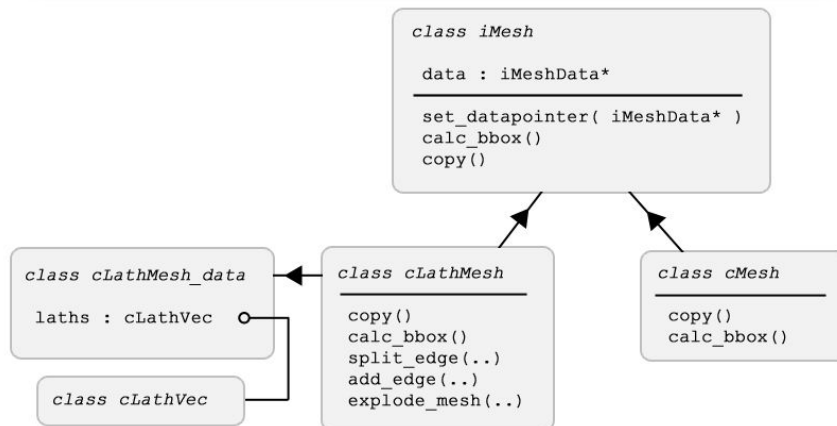 class iMesh
data : iMeshData*
set_datapointer( iMeshData* )
calc_bbox()
copy()
class cLathMesh_data
laths : cLathVec
class cLathVec
class cLathMesh
copy()
calc_bbox()
split_edge(..)
add_edge(..)
explode_mesh(..)
class cMesh
copy()
calc_bbox()